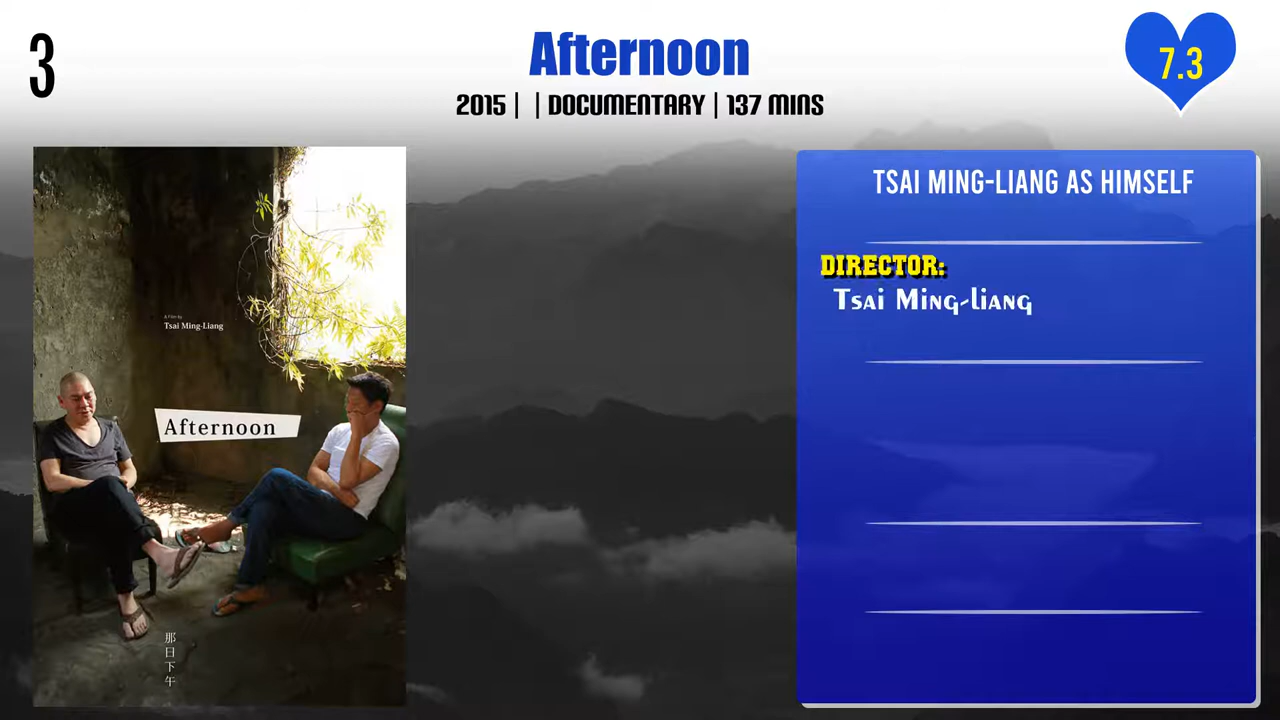 3
Afternoon
7.3
2015 | | DOCUMENTARY | 137 MINS
TSAI MING-LIANG AS HIMSELF
DIRECTOR:
Tsai Ming-liang
A Film by
Tsai Ming-Liang
Afternoon
那日下午